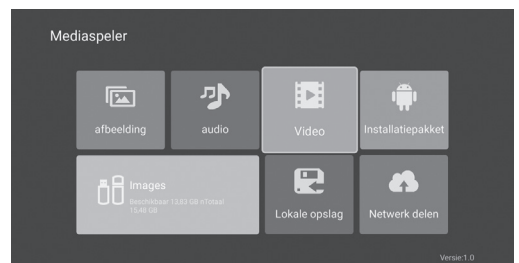 Mediaspeler
afbeelding
audio
Video
Installatiepakket
Images
Beschikbaar 13,83 GB nTotaal
15,48 GB
Lokale opslag
Netwerk delen
Versie:1.0